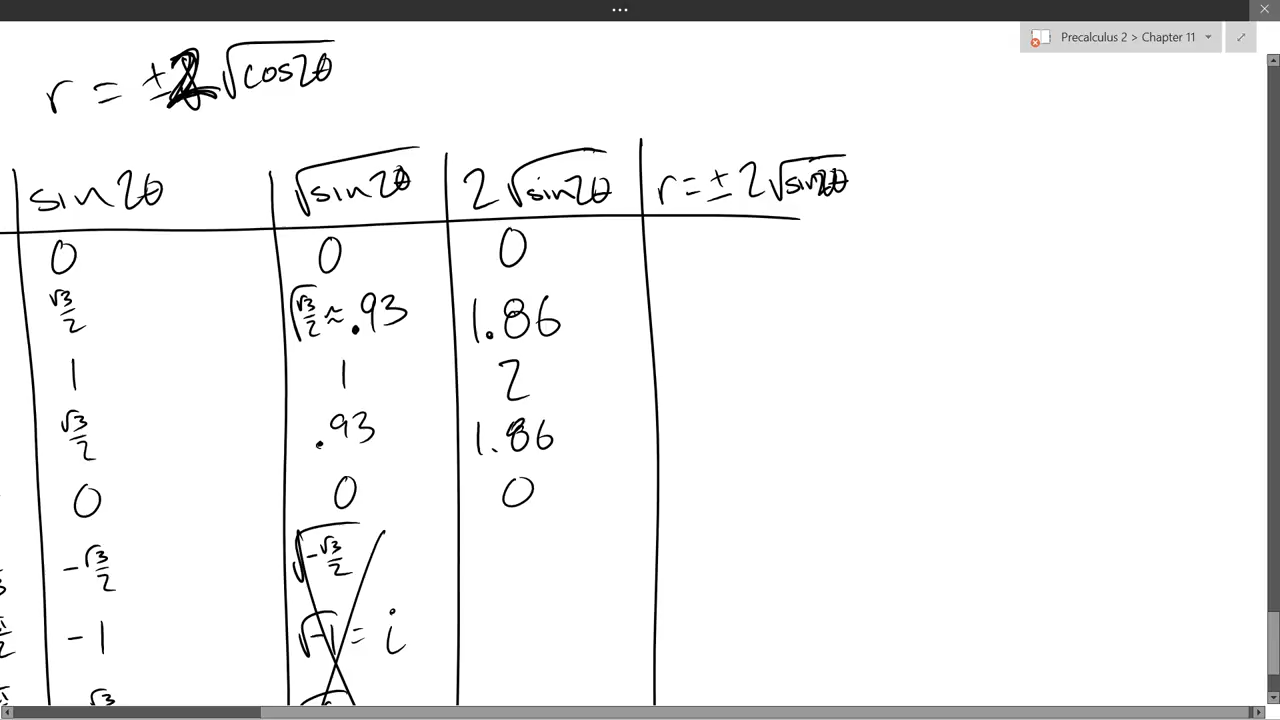 Precalculus 2 > Chapter 11
r = ± √cos2θ
sin2θ √sin2θ 2√sin2θ r = ± 2√sin2θ
0 0 0
√3/2 √(√3/2) ≈ .93 1.86
1 1 2
√3/2 .93 1.86
0 0 0
-√3/2 √(-√3/2)
-1 √-1 = i
√3